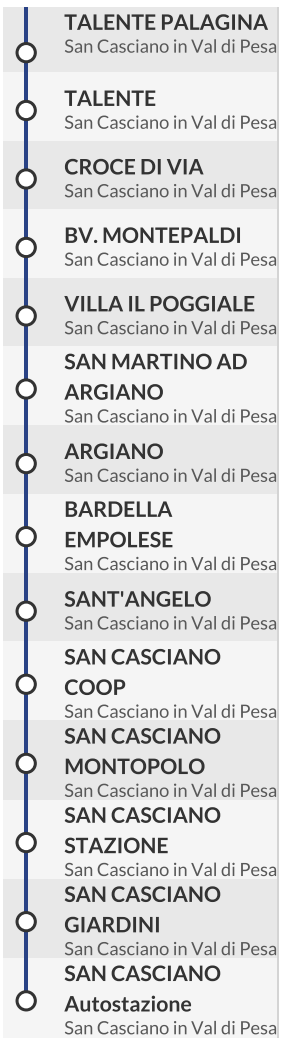 TALENTE PALAGINA
San Casciano in Val di Pesa
TALENTE
San Casciano in Val di Pesa
CROCE DI VIA
San Casciano in Val di Pesa
BV. MONTEPALDI
San Casciano in Val di Pesa
VILLA IL POGGIALE
San Casciano in Val di Pesa
SAN MARTINO AD
ARGIANO
San Casciano in Val di Pesa
ARGIANO
San Casciano in Val di Pesa
BARDELLA
EMPOLESE
San Casciano in Val di Pesa
SANT'ANGELO
San Casciano in Val di Pesa
SAN CASCIANO
COOP
San Casciano in Val di Pesa
SAN CASCIANO
MONTOPOLO
San Casciano in Val di Pesa
SAN CASCIANO
STAZIONE
San Casciano in Val di Pesa
SAN CASCIANO
GIARDINI
San Casciano in Val di Pesa
SAN CASCIANO
Autostazione
San Casciano in Val di Pesa